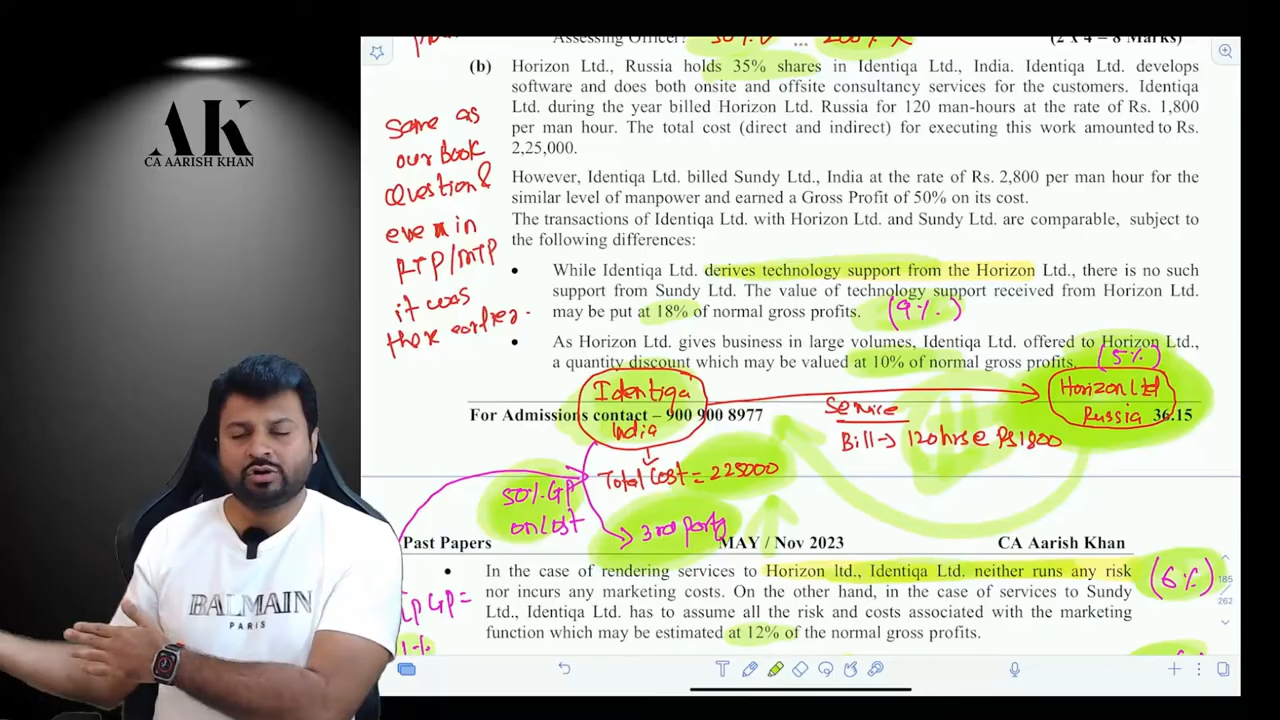 AK
CA AARISH KHAN
BALMAIN
PARIS
Assessing Officer?
(2 X 4 = 8 Marks)
(b) Horizon Ltd., Russia holds 35% shares in Identiqa Ltd., India. Identiqa Ltd. develops
software and does both onsite and offsite consultancy services for the customers. Identiqa
Ltd. during the year billed Horizon Ltd. Russia for 120 man-hours at the rate of Rs. 1,800
per man hour. The total cost (direct and indirect) for executing this work amounted to Rs.
2,25,000.
However, Identiqa Ltd. billed Sundy Ltd., India at the rate of Rs. 2,800 per man hour for the
similar level of manpower and earned a Gross Profit of 50% on its cost.
The transactions of Identiqa Ltd. with Horizon Ltd. and Sundy Ltd. are comparable, subject to
the following differences:
• While Identiqa Ltd. derives technology support from the Horizon Ltd., there is no such
support from Sundy Ltd. The value of technology support received from Horizon Ltd.
may be put at 18% of normal gross profits. (9%)
• As Horizon Ltd. gives business in large volumes, Identiqa Ltd. offered to Horizon Ltd.,
a quantity discount which may be valued at 10% of normal gross profits. (5%)
Same as
our Book
question &
even in
RTP/MTP
it was
there earlier.
Identiqa
India
Horizon Ltd
Russia
For Admissions contact – 900 900 8977
36.15
Service
Bill → 120 hrs @ Rs 1800
Total Cost = 225000
50% GP
on Cost
3rd party
Past Papers MAY / Nov 2023 CA Aarish Khan
• In the case of rendering services to Horizon ltd., Identiqa Ltd. neither runs any risk
nor incurs any marketing costs. On the other hand, in the case of services to Sundy
Ltd., Identiqa Ltd. has to assume all the risk and costs associated with the marketing
function which may be estimated at 12% of the normal gross profits.
(6%)
GP =
185
262